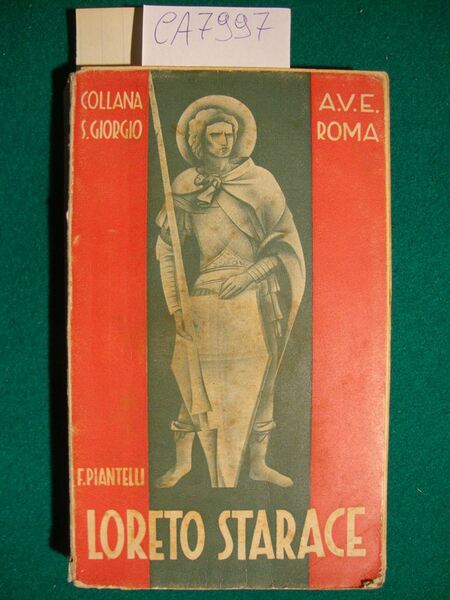 CA7997
COLLANA
S. GIORGIO
A.V.E.
ROMA
F. PIANTELLI
LORETO STARACE